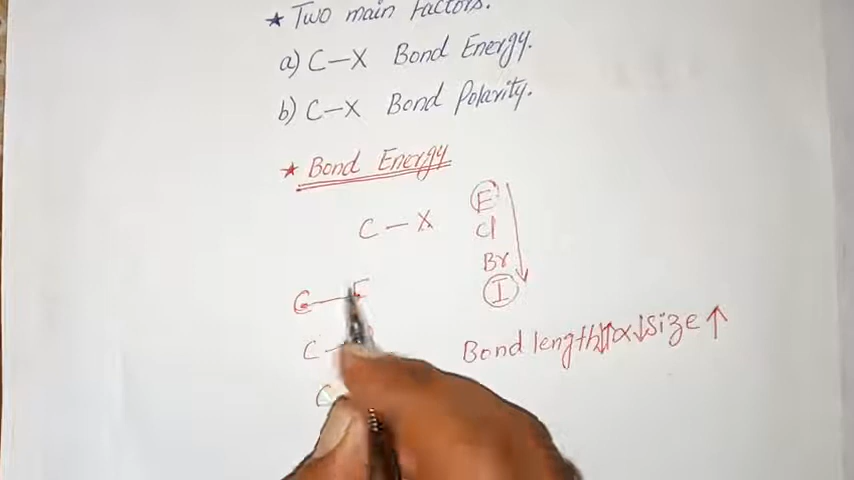 ★ Two main Factors.
a) C—X Bond Energy.
b) C—X Bond Polarity.
★ Bond Energy
C—X
F
Cl
Br
I
C—F
C—
Bond length↓↑∝↓Size↑
C